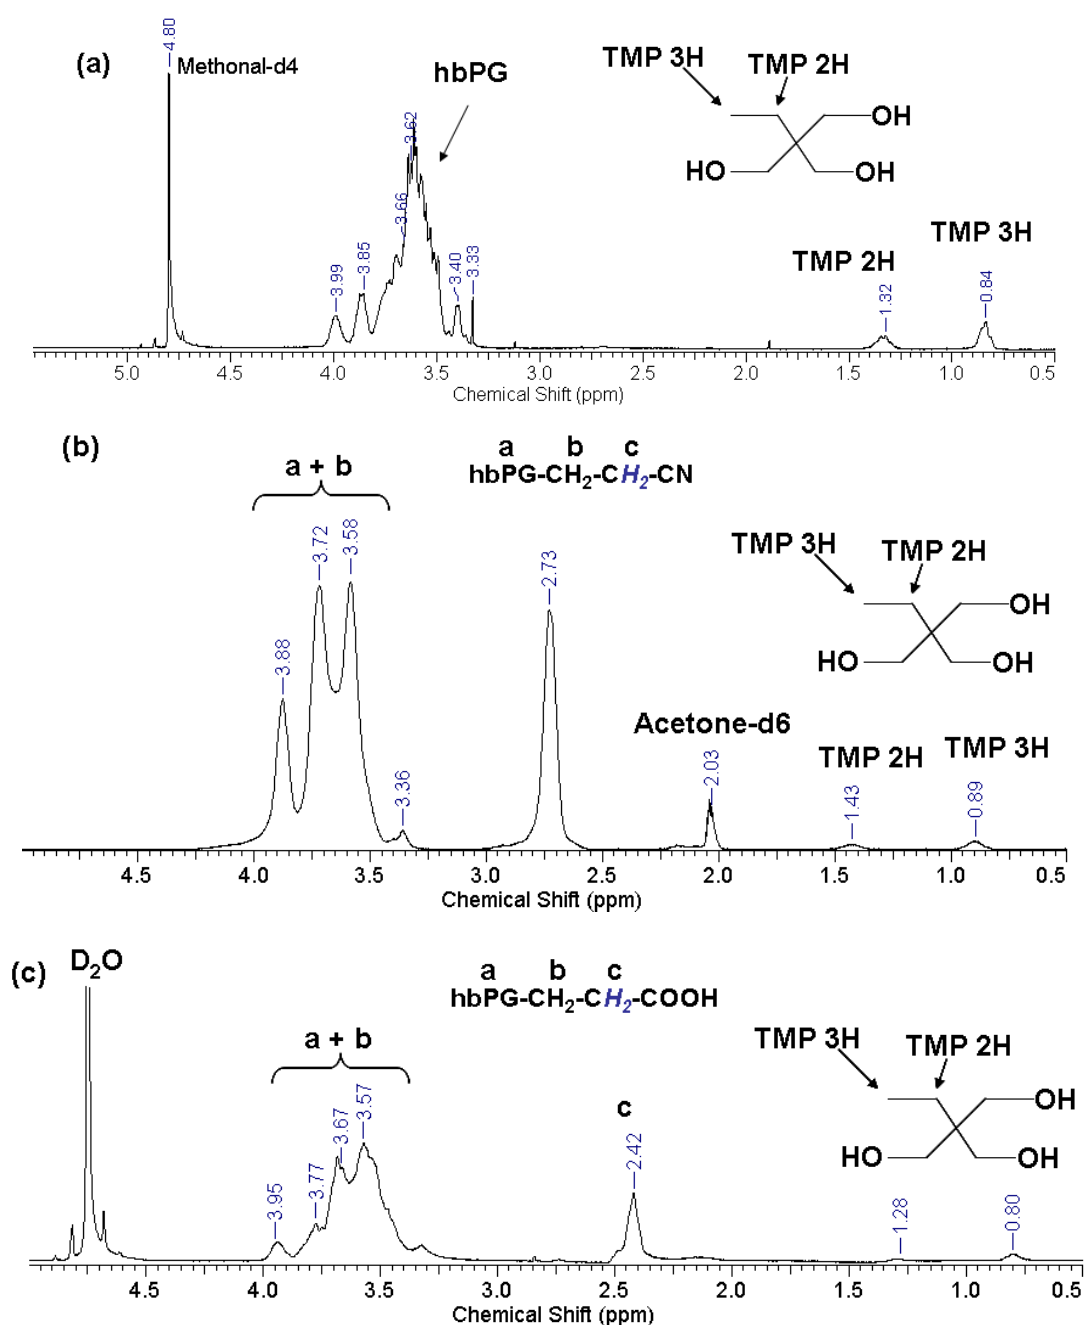 (a)
4.80
Methonal-d4
hbPG
3.99
3.85
3.66
3.62
3.40
3.33
TMP 3H
TMP 2H
OH
HO
OH
TMP 2H
1.32
TMP 3H
0.84
5.0 4.5 4.0 3.5 3.0 2.5 2.0 1.5 1.0 0.5
Chemical Shift (ppm)
(b)
a b c
hbPG-CH2-CH2-CN
a + b
3.88
3.72
3.58
3.36
2.73
TMP 3H
TMP 2H
OH
HO
OH
Acetone-d6
2.03
TMP 2H
1.43
TMP 3H
0.89
4.5 4.0 3.5 3.0 2.5 2.0 1.5 1.0 0.5
Chemical Shift (ppm)
(c)
D2O
a b c
hbPG-CH2-CH2-COOH
a + b
3.95
3.77
3.67
3.57
c
2.42
TMP 3H
TMP 2H
OH
HO
OH
1.28
0.80
4.5 4.0 3.5 3.0 2.5 2.0 1.5 1.0 0.5
Chemical Shift (ppm)